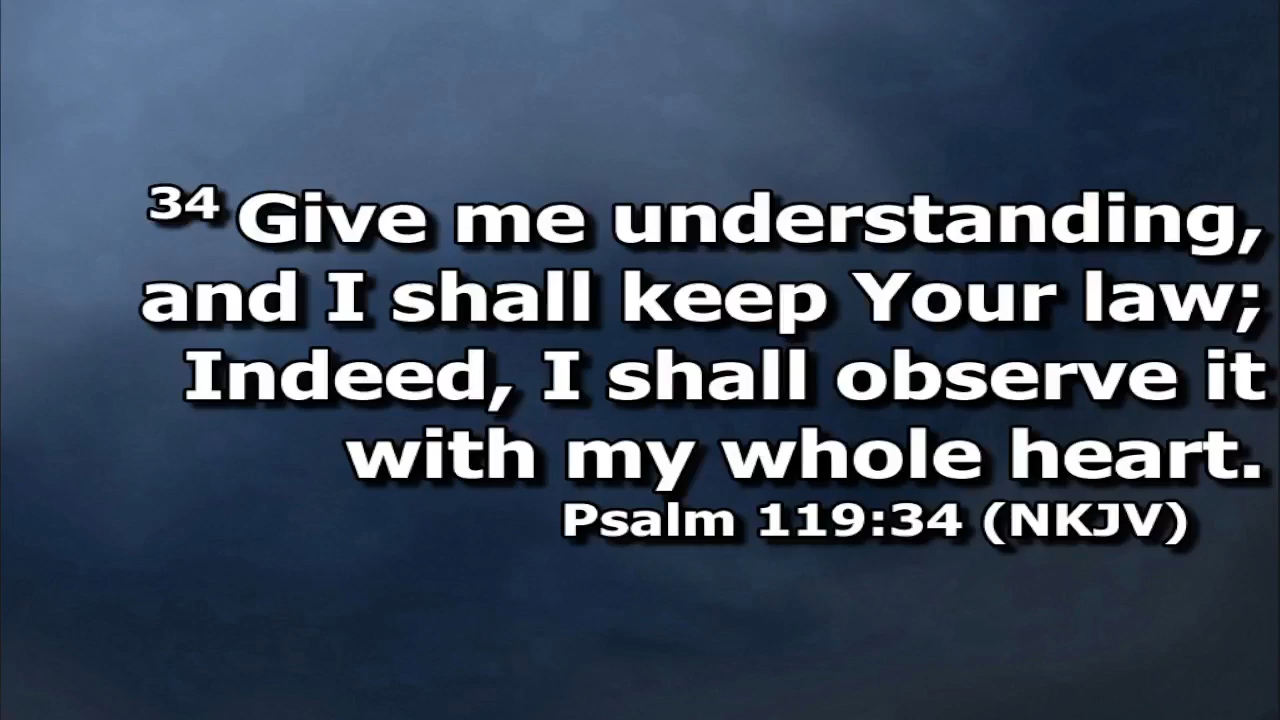 34 Give me understanding,
and I shall keep Your law;
Indeed, I shall observe it
with my whole heart.
Psalm 119:34 (NKJV)